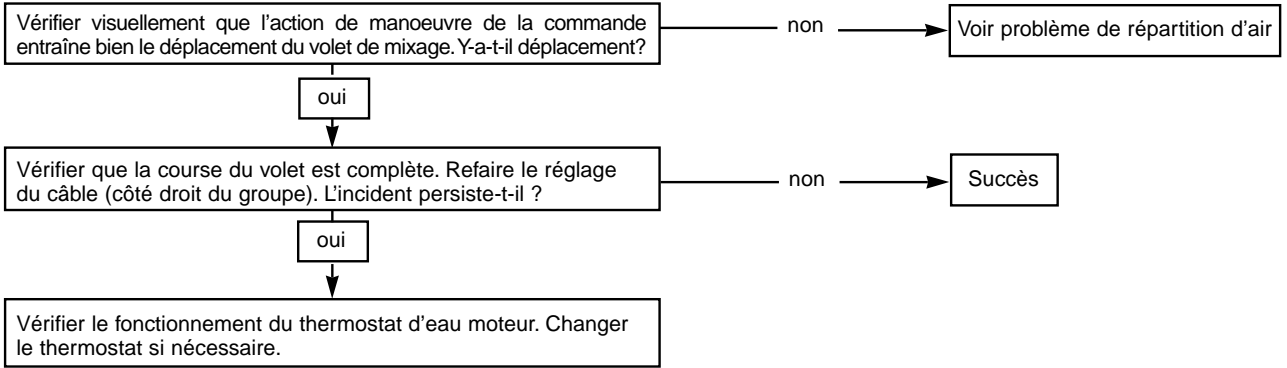 Vérifier visuellement que l'action de manoeuvre de la commande
entraîne bien le déplacement du volet de mixage. Y-a-t-il déplacement?
non
Voir problème de répartition d'air
oui
Vérifier que la course du volet est complète. Refaire le réglage
du câble (côté droit du groupe). L'incident persiste-t-il ?
non
Succès
oui
Vérifier le fonctionnement du thermostat d'eau moteur. Changer
le thermostat si nécessaire.